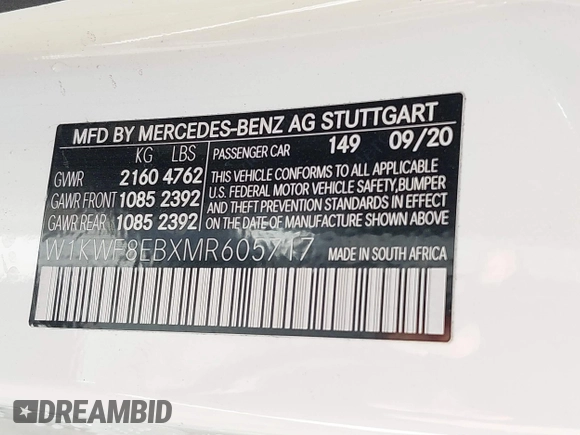 MFD BY MERCEDES-BENZ AG STUTTGART
KG LBS PASSENGER CAR 149 09/20
GVWR 2160 4762
GAWR FRONT 1085 2392
GAWR REAR 1085 2392
THIS VEHICLE CONFORMS TO ALL APPLICABLE
U.S. FEDERAL MOTOR VEHICLE SAFETY, BUMPER
AND THEFT PREVENTION STANDARDS IN EFFECT
ON THE DATE OF MANUFACTURE SHOWN ABOVE.
W1KWF8EBXMR605717 MADE IN SOUTH AFRICA
DREAMBID